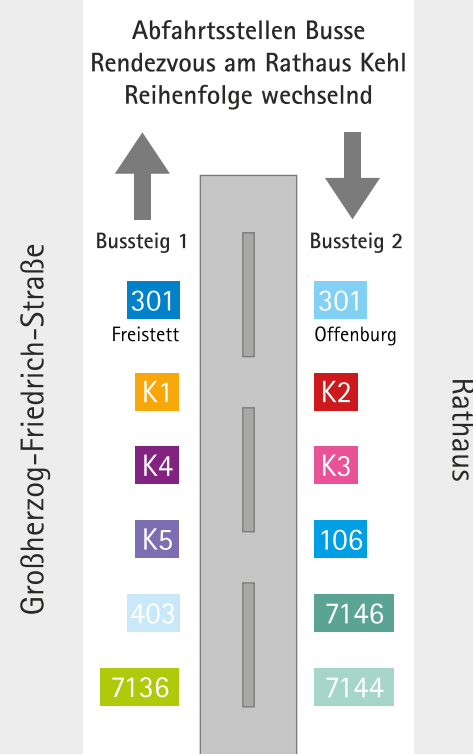 Abfahrtsstellen Busse
Rendezvous am Rathaus Kehl
Reihenfolge wechselnd
Großherzog-Friedrich-Straße
Bussteig 1
301
Freistett
K1
K4
K5
403
7136
Bussteig 2
301
Offenburg
K2
K3
106
7146
7144
Rathaus